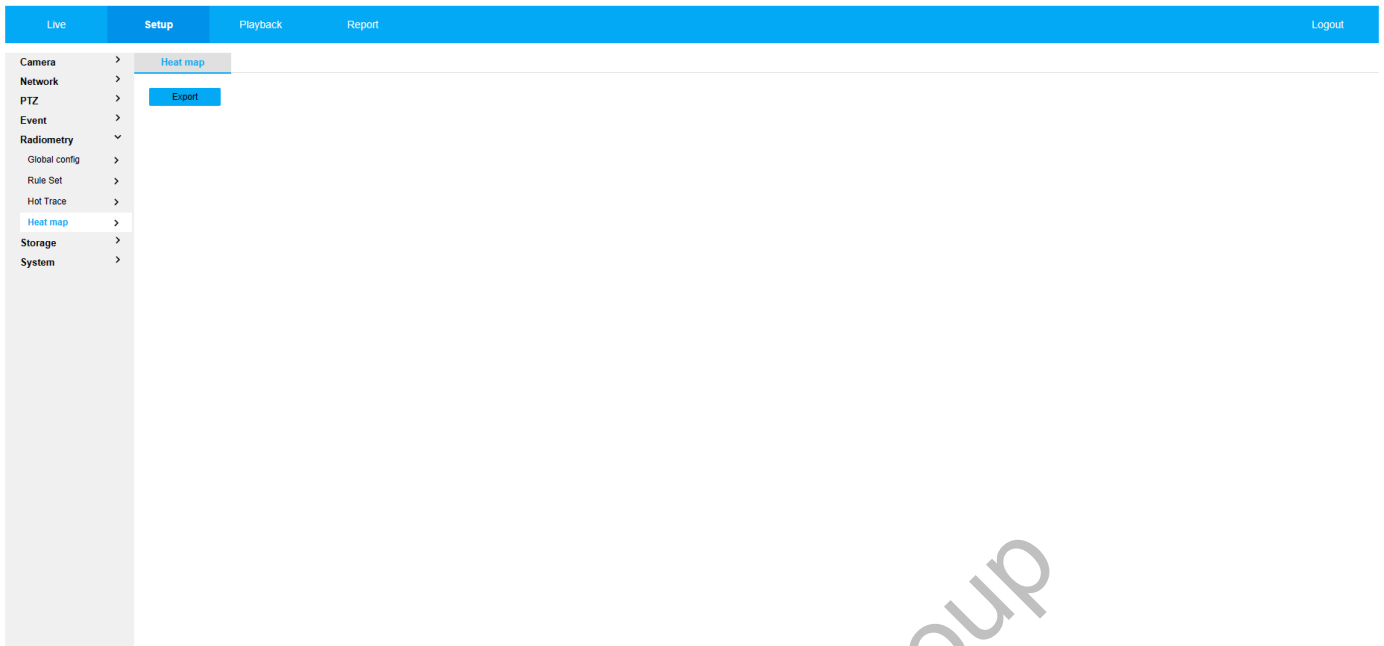 Live Setup Playback Report Logout
Camera
Network
PTZ
Event
Radiometry
Global config
Rule Set
Hot Trace
Heat map
Storage
System
Heat map
Export